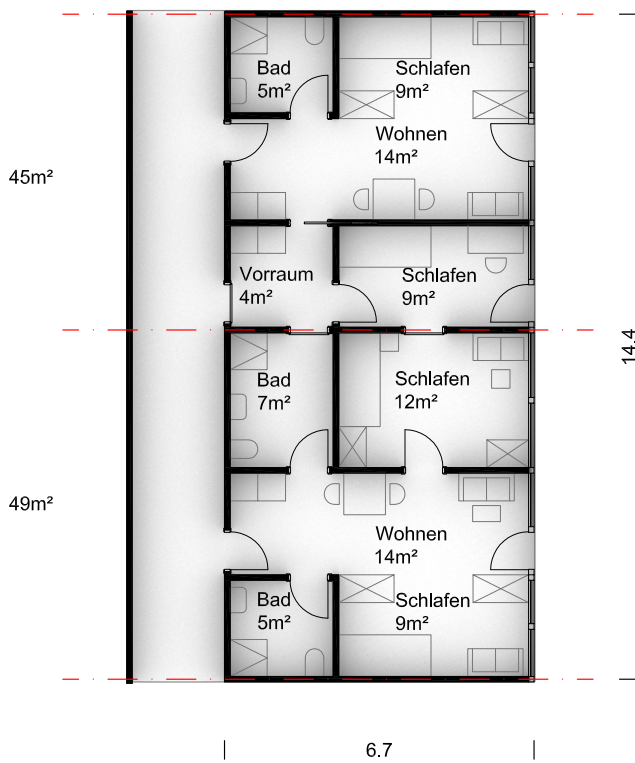 Bad
5m²
Schlafen
9m²
Wohnen
14m²
45m²
Vorraum
4m²
Schlafen
9m²
14.4
Bad
7m²
Schlafen
12m²
49m²
Wohnen
14m²
Bad
5m²
Schlafen
9m²
6.7